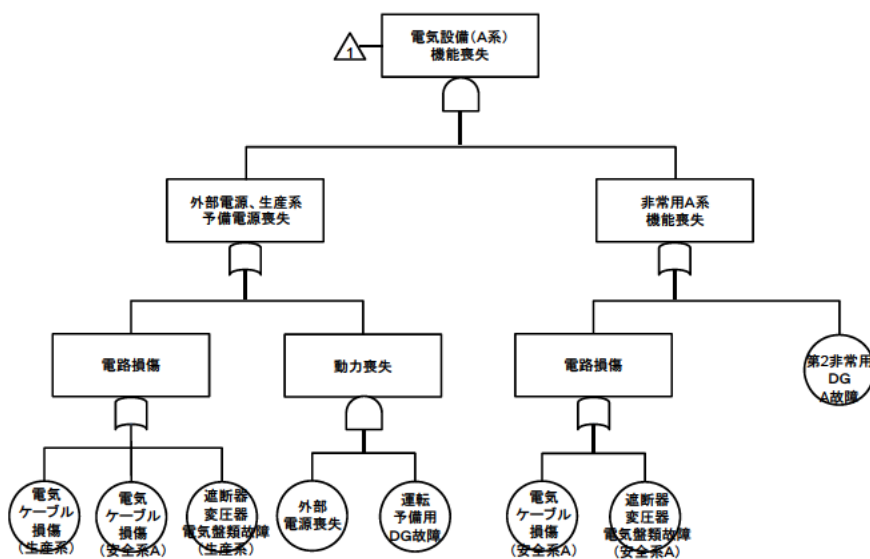 1
電気設備(A系)
機能喪失
外部電源、生産系
予備電源喪失
非常用A系
機能喪失
電路損傷
動力喪失
電路損傷
第2非常用
DG
A故障
電気
ケーブル
損傷
(生産系)
電気
ケーブル
損傷
(安全系A)
遮断器
変圧器
電気盤類故障
(生産系)
外部
電源喪失
運転
予備用
DG故障
電気
ケーブル
損傷
(安全系A)
遮断器
変圧器
電気盤類故障
(安全系A)